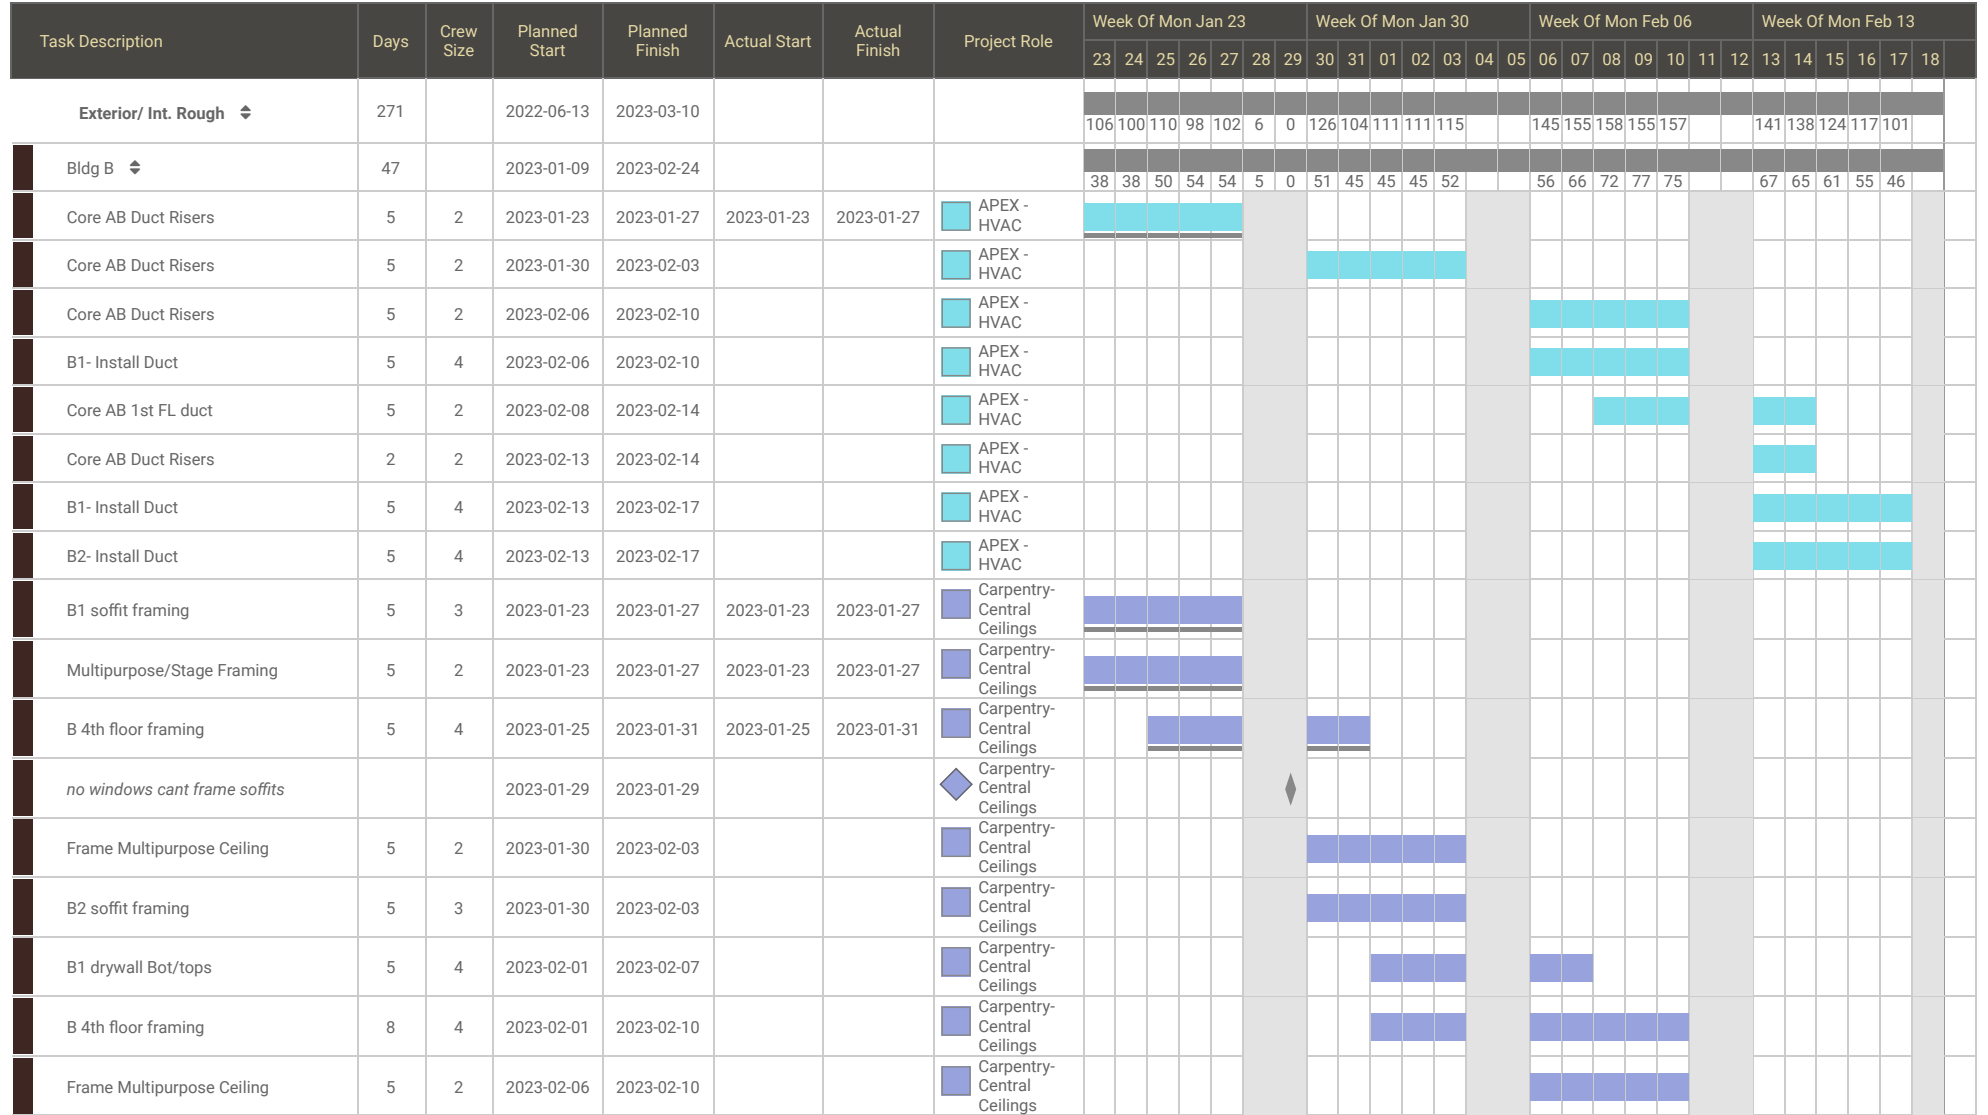 Task Description Days Crew Size Planned Start Planned Finish Actual Start Actual Finish Project Role Week Of Mon Jan 23 Week Of Mon Jan 30 Week Of Mon Feb 06 Week Of Mon Feb 13
23 24 25 26 27 28 29 30 31 01 02 03 04 05 06 07 08 09 10 11 12 13 14 15 16 17 18
Exterior/ Int. Rough 271 2022-06-13 2023-03-10
106 100 110 98 102 6 0 126 104 111 111 115 145 155 158 155 157 141 138 124 117 101
Bldg B 47 2023-01-09 2023-02-24
38 38 50 54 54 5 0 51 45 45 45 52 56 66 72 77 75 67 65 61 55 46
Core AB Duct Risers 5 2 2023-01-23 2023-01-27 2023-01-23 2023-01-27 APEX - HVAC
Core AB Duct Risers 5 2 2023-01-30 2023-02-03 APEX - HVAC
Core AB Duct Risers 5 2 2023-02-06 2023-02-10 APEX - HVAC
B1- Install Duct 5 4 2023-02-06 2023-02-10 APEX - HVAC
Core AB 1st FL duct 5 2 2023-02-08 2023-02-14 APEX - HVAC
Core AB Duct Risers 2 2 2023-02-13 2023-02-14 APEX - HVAC
B1- Install Duct 5 4 2023-02-13 2023-02-17 APEX - HVAC
B2- Install Duct 5 4 2023-02-13 2023-02-17 APEX - HVAC
B1 soffit framing 5 3 2023-01-23 2023-01-27 2023-01-23 2023-01-27 Carpentry- Central Ceilings
Multipurpose/Stage Framing 5 2 2023-01-23 2023-01-27 2023-01-23 2023-01-27 Carpentry- Central Ceilings
B 4th floor framing 5 4 2023-01-25 2023-01-31 2023-01-25 2023-01-31 Carpentry- Central Ceilings
no windows cant frame soffits 2023-01-29 2023-01-29 Carpentry- Central Ceilings
Frame Multipurpose Ceiling 5 2 2023-01-30 2023-02-03 Carpentry- Central Ceilings
B2 soffit framing 5 3 2023-01-30 2023-02-03 Carpentry- Central Ceilings
B1 drywall Bot/tops 5 4 2023-02-01 2023-02-07 Carpentry- Central Ceilings
B 4th floor framing 8 4 2023-02-01 2023-02-10 Carpentry- Central Ceilings
Frame Multipurpose Ceiling 5 2 2023-02-06 2023-02-10 Carpentry- Central Ceilings